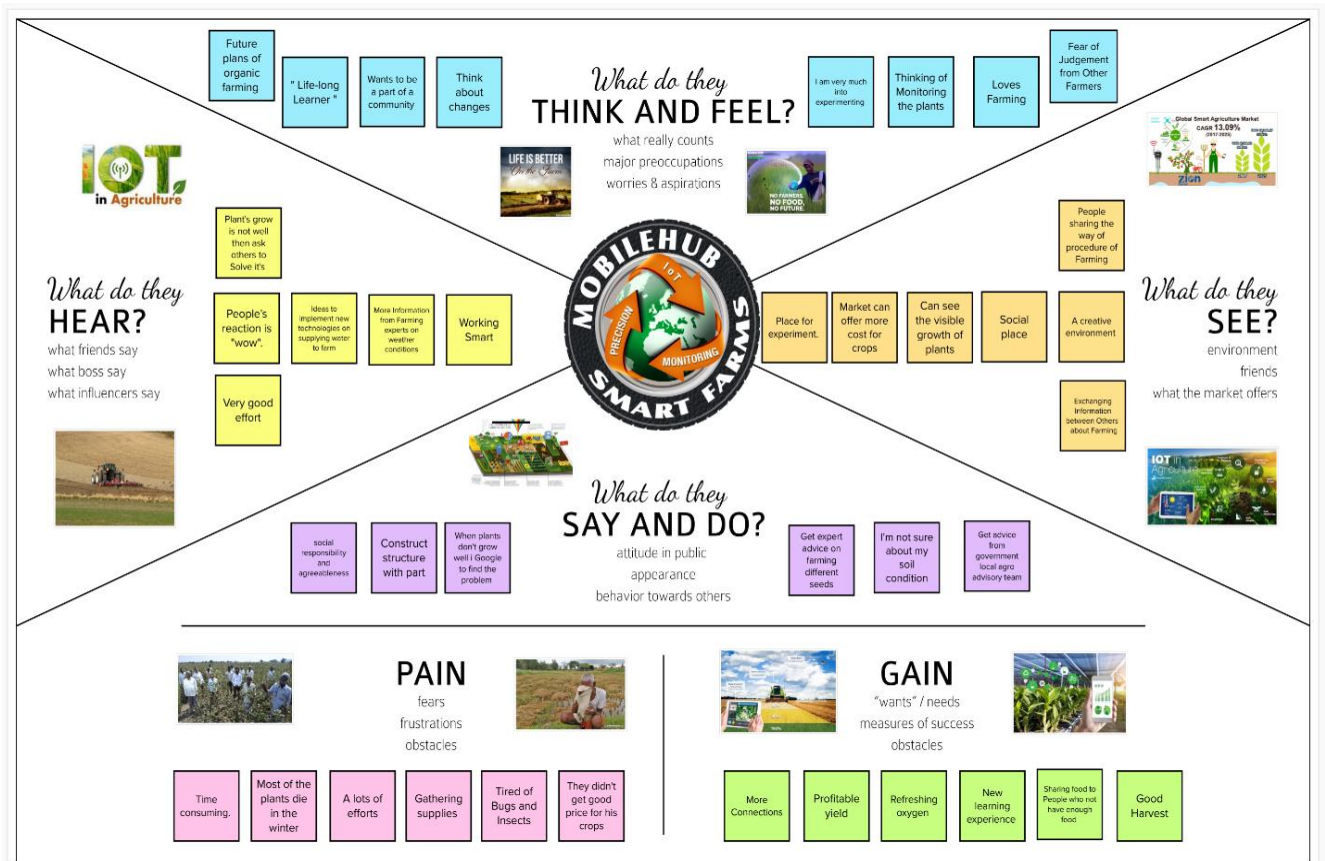 Future
plans of
organic
farming
" Life-long
Learner "
Wants to be
a part of a
community
Think
about
changes
What do they
THINK AND FEEL?
what really counts
major preoccupations
worries & aspirations
I am very much
into
experimenting
Thinking of
Monitoring
the plants
Loves
Farming
Fear of
Judgement
from Other
Farmers
LIFE IS BETTER
On the Farm
NO FARMERS,
NO FOOD,
NO FUTURE.
Global Smart Agriculture Market
CAGR 13.09%
(2017-2025)
Zion
IOT
in Agriculture
What do they
HEAR?
what friends say
what boss say
what influencers say
Plant's grow
is not well
then ask
others to
Solve it's
People's
reaction is
"wow".
Ideas to
implement new
technologies on
supplying water
to farm
More Information
from Farming
experts on
weather
conditions
Working
Smart
Very good
effort
MOBILEHUB
IoT
PRECISION
MONITORING
SMART FARMS
People
sharing the
way of
procedure of
Farming
Place for
experiment.
Market can
offer more
cost for
crops
Can see
the visible
growth of
plants
Social
place
A creative
environment
Exchanging
Information
between Others
about Farming
What do they
SEE?
environment
friends
what the market offers
IOT in
Agriculture
What do they
SAY AND DO?
attitude in public
appearance
behavior towards others
social
responsibility
and
agreeableness
Construct
structure
with part
When plants
don't grow
well i Google
to find the
problem
Get expert
advice on
farming
different
seeds
I'm not sure
about my
soil
condition
Get advice
from
government
local agro
advisory team
PAIN
fears
frustrations
obstacles
Time
consuming.
Most of the
plants die
in the
winter
A lots of
efforts
Gathering
supplies
Tired of
Bugs and
Insects
They didn't
get good
price for his
crops
GAIN
"wants" / needs
measures of success
obstacles
More
Connections
Profitable
yield
Refreshing
oxygen
New
learning
experience
Sharing food to
People who not
have enough
food
Good
Harvest